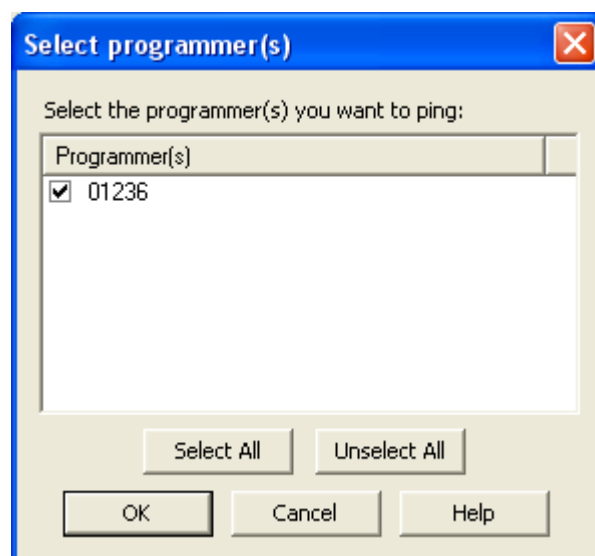 Select programmer(s)
Select the programmer(s) you want to ping:
Programmer(s)
01236
Select All Unselect All
OK Cancel Help